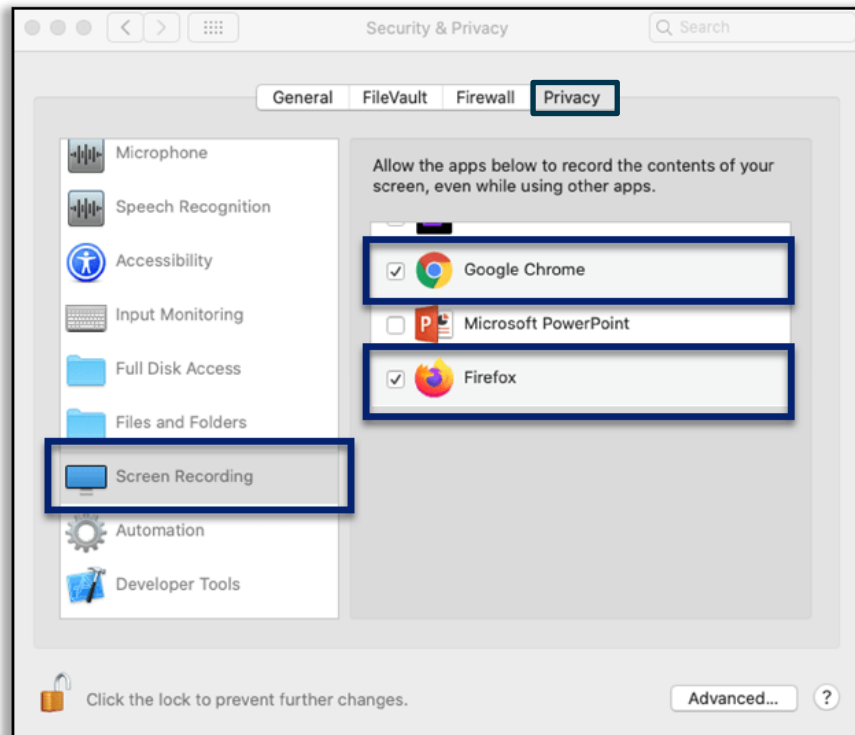 Security & Privacy
Search
General
FileVault
Firewall
Privacy
Microphone
Speech Recognition
Accessibility
Input Monitoring
Full Disk Access
Files and Folders
Screen Recording
Automation
Developer Tools
Allow the apps below to record the contents of your
screen, even while using other apps.
Google Chrome
P
Microsoft PowerPoint
Firefox
Click the lock to prevent further changes.
Advanced...
?